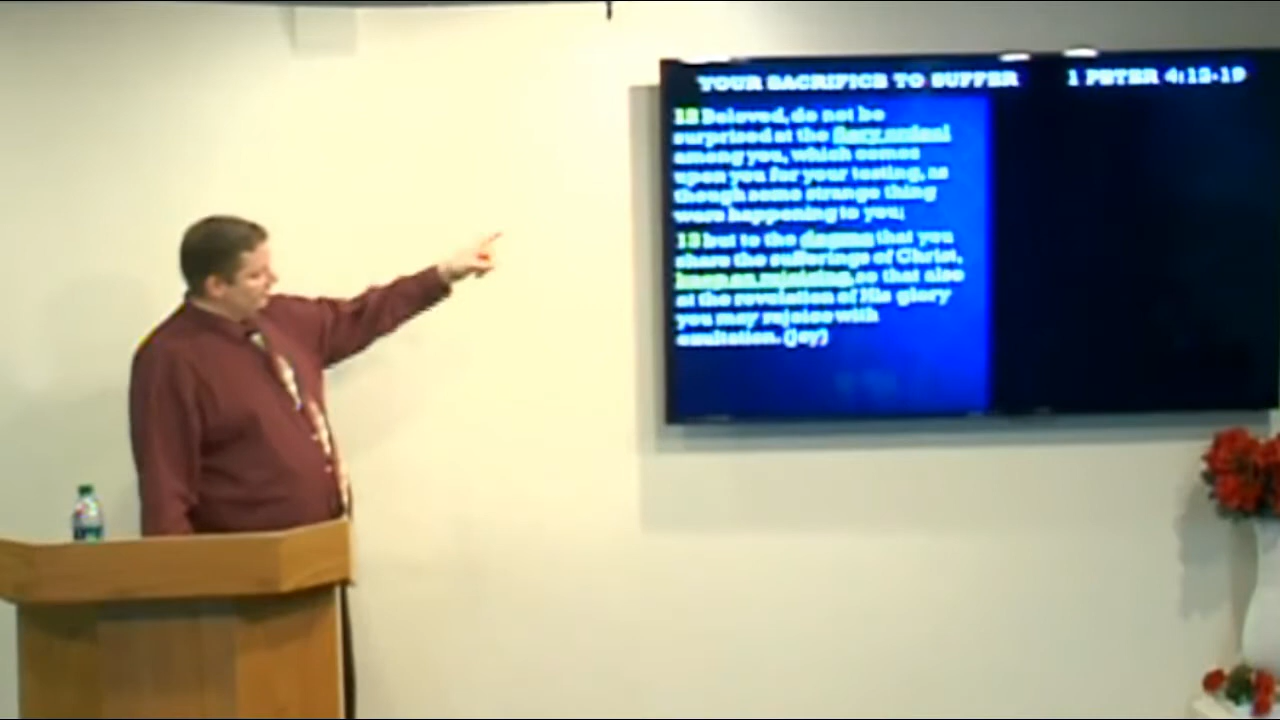 YOUR SACRIFICE TO SUFFER 1 PETER 4:12-19
12 Beloved, do not be
surprised at the fiery ordeal
among you, which comes
upon you for your testing, as
though some strange thing
were happening to you;
13 but to the degree that you
share the sufferings of Christ,
keep on rejoicing, so that also
at the revelation of His glory
you may rejoice with
exultation. (joy)